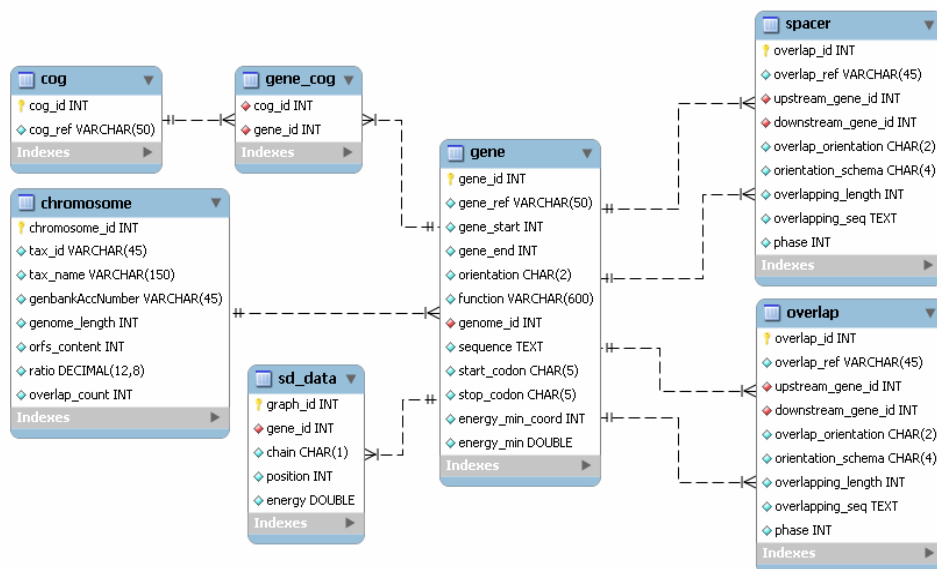 cog
cog_id INT
cog_ref VARCHAR(50)
Indexes
gene_cog
cog_id INT
gene_id INT
Indexes
chromosome
chromosome_id INT
tax_id VARCHAR(45)
tax_name VARCHAR(150)
genbankAccNumber VARCHAR(45)
genome_length INT
orfs_content INT
ratio DECIMAL(12,8)
overlap_count INT
Indexes
sd_data
graph_id INT
gene_id INT
chain CHAR(1)
position INT
energy DOUBLE
Indexes
gene
gene_id INT
gene_ref VARCHAR(50)
gene_start INT
gene_end INT
orientation CHAR(2)
function VARCHAR(600)
genome_id INT
sequence TEXT
start_codon CHAR(5)
stop_codon CHAR(5)
energy_min_coord INT
energy_min DOUBLE
Indexes
spacer
overlap_id INT
overlap_ref VARCHAR(45)
upstream_gene_id INT
downstream_gene_id INT
overlap_orientation CHAR(2)
orientation_schema CHAR(4)
overlapping_length INT
overlapping_seq TEXT
phase INT
Indexes
overlap
overlap_id INT
overlap_ref VARCHAR(45)
upstream_gene_id INT
downstream_gene_id INT
overlap_orientation CHAR(2)
orientation_schema CHAR(4)
overlapping_length INT
overlapping_seq TEXT
phase INT
Indexes